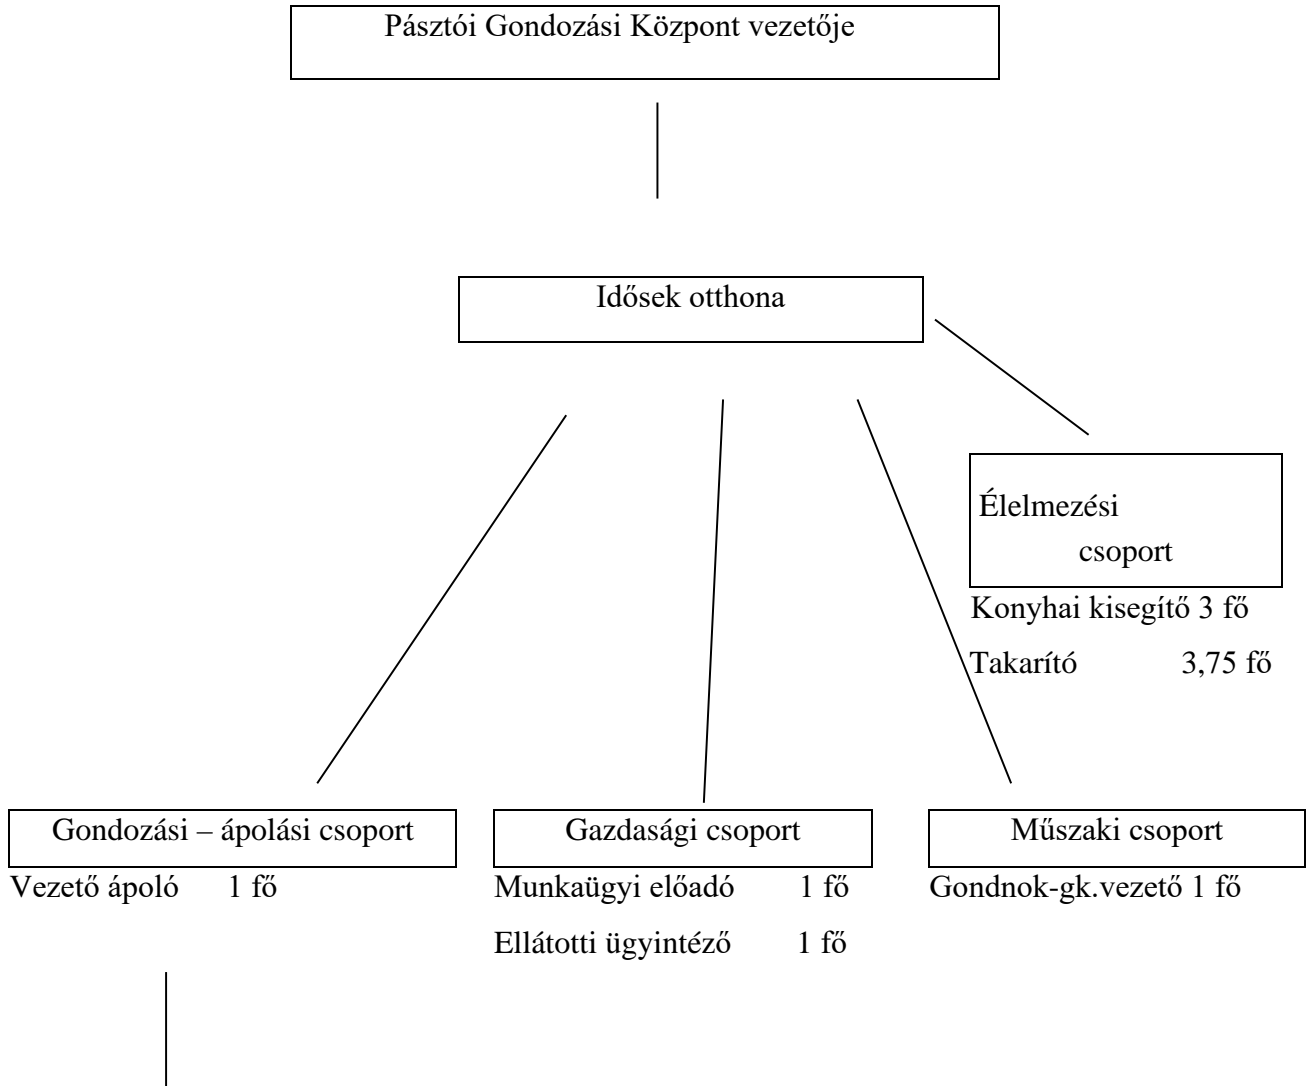 Pásztói Gondozási Központ vezetője
Idősek otthona
Élelmezési
csoport
Konyhai kisegítő 3 fő
Takarító 3,75 fő
Gondozási – ápolási csoport
Vezető ápoló 1 fő
Gazdasági csoport
Munkaügyi előadó 1 fő
Ellátotti ügyintéző 1 fő
Műszaki csoport
Gondnok-gk.vezető 1 fő